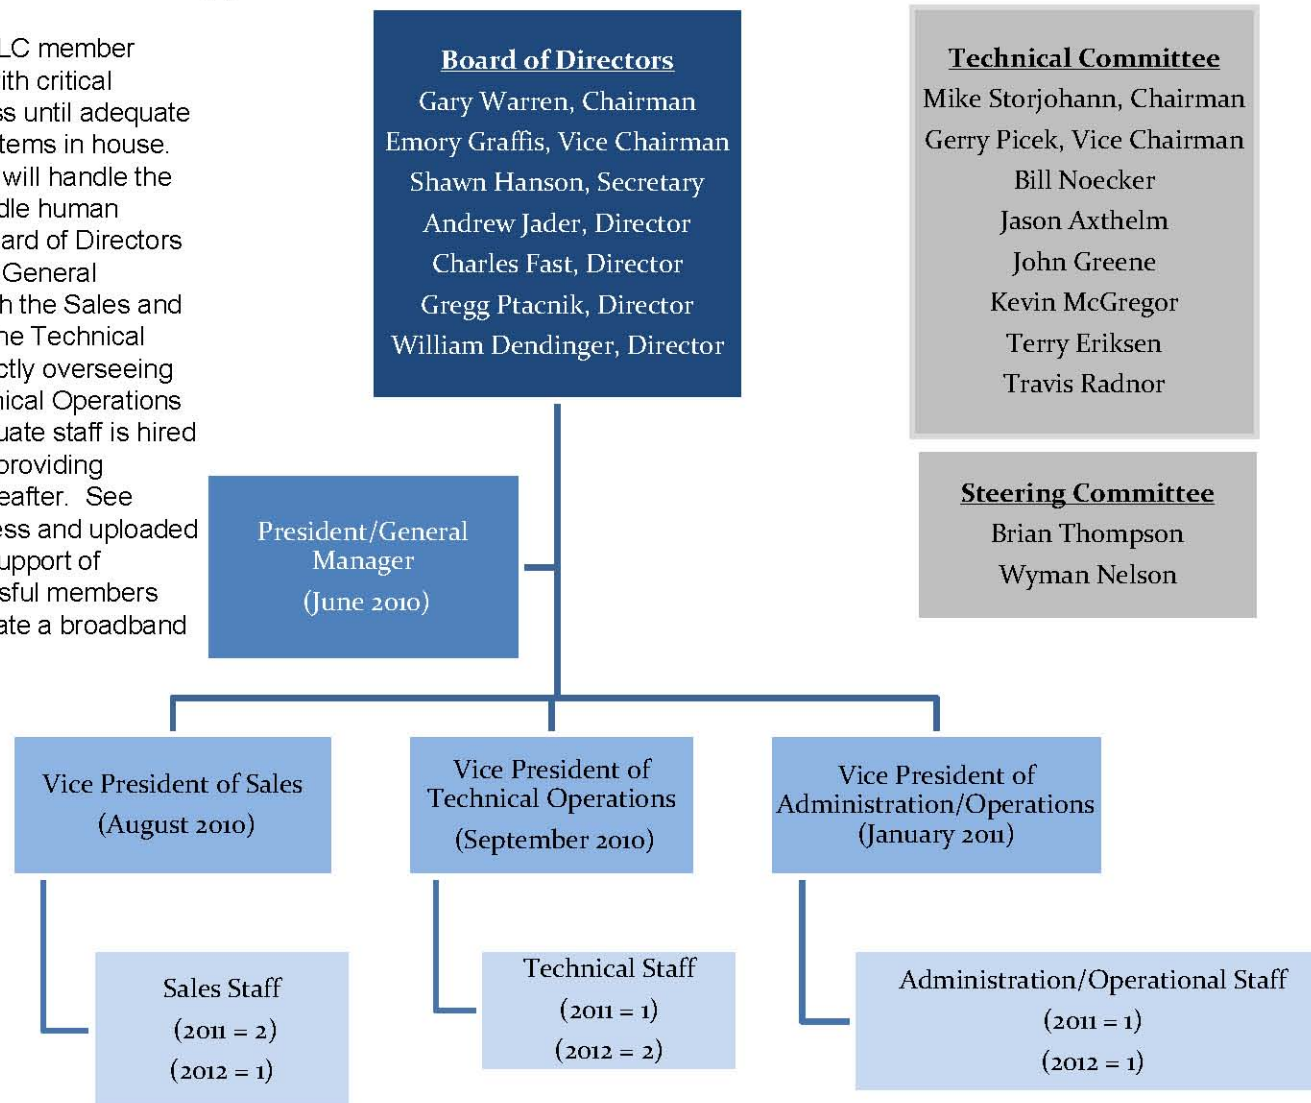 LC member
with critical
ss until adequate
stems in house.
will handle the
dle human
ard of Directors
General
h the Sales and
he Technical
ctly overseeing
nical Operations
uate staff is hired
providing
eafter. See
ess and uploaded
upport of
sful members
ate a broadband
Board of Directors
Gary Warren, Chairman
Emory Graffis, Vice Chairman
Shawn Hanson, Secretary
Andrew Jader, Director
Charles Fast, Director
Gregg Ptacnik, Director
William Dendinger, Director
Technical Committee
Mike Storjohann, Chairman
Gerry Picek, Vice Chairman
Bill Noecker
Jason Axthelm
John Greene
Kevin McGregor
Terry Eriksen
Travis Radnor
Steering Committee
Brian Thompson
Wyman Nelson
President/General
Manager
(June 2010)
Vice President of Sales
(August 2010)
Vice President of
Technical Operations
(September 2010)
Vice President of
Administration/Operations
(January 2011)
Sales Staff
(2011 = 2)
(2012 = 1)
Technical Staff
(2011 = 1)
(2012 = 2)
Administration/Operational Staff
(2011 = 1)
(2012 = 1)